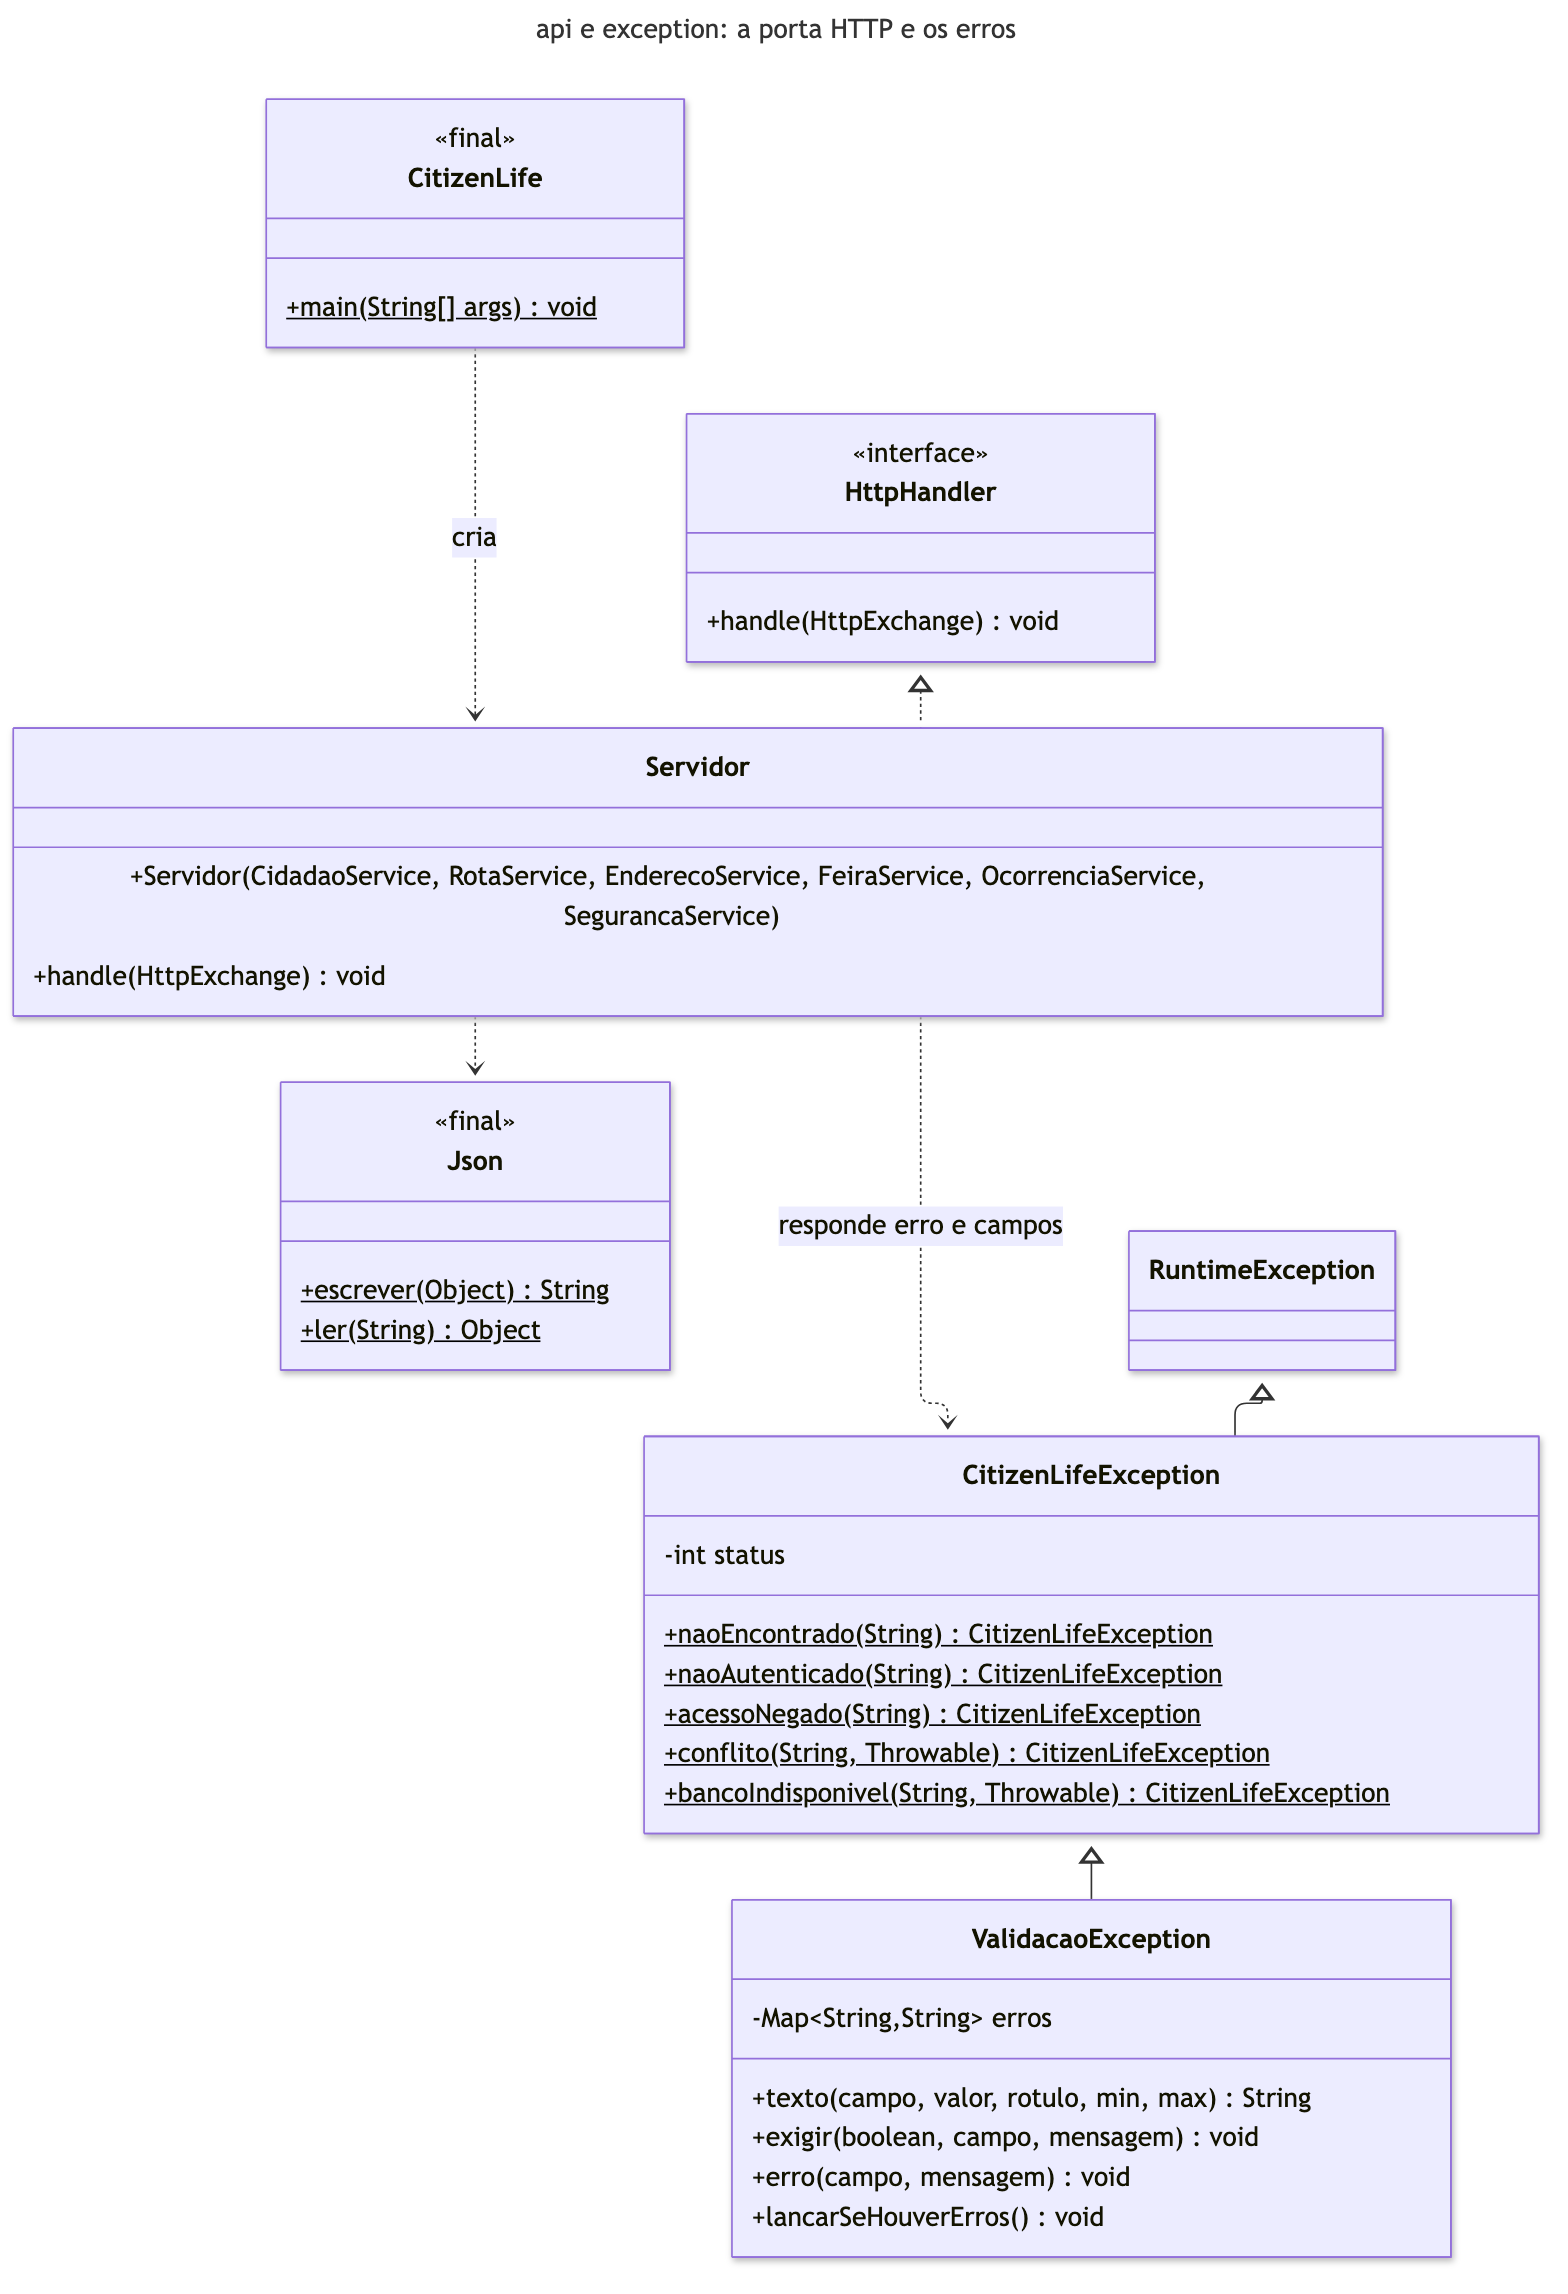 api e exception: a porta HTTP e os erros
«final»
CitizenLife
+main(String[] args) : void
cria
«interface»
HttpHandler
+handle(HttpExchange) : void
Servidor
+Servidor(CidadaoService, RotaService, EnderecoService, FeiraService, OcorrenciaService,
SegurancaService)
+handle(HttpExchange) : void
«final»
Json
+escrever(Object) : String
+ler(String) : Object
responde erro e campos
RuntimeException
CitizenLifeException
-int status
+naoEncontrado(String) : CitizenLifeException
+naoAutenticado(String) : CitizenLifeException
+acessoNegado(String) : CitizenLifeException
+conflito(String, Throwable) : CitizenLifeException
+bancoIndisponivel(String, Throwable) : CitizenLifeException
ValidacaoException
-Map<String,String> erros
+texto(campo, valor, rotulo, min, max) : String
+exigir(boolean, campo, mensagem) : void
+erro(campo, mensagem) : void
+lancarSeHouverErros() : void